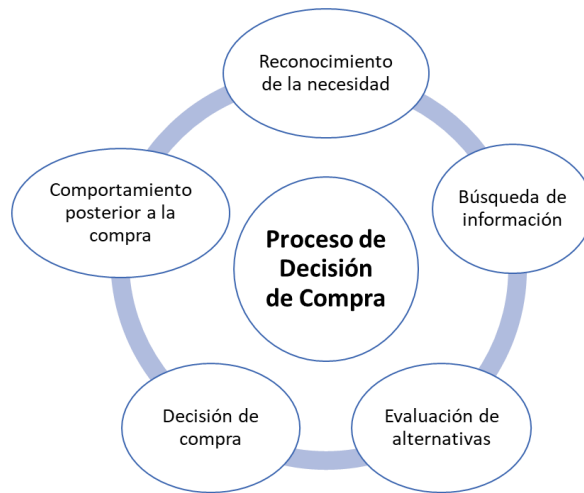 Reconocimiento
de la necesidad
Búsqueda de
información
Evaluación de
alternativas
Decisión de
compra
Comportamiento
posterior a la
compra
Proceso de
Decisión
de Compra